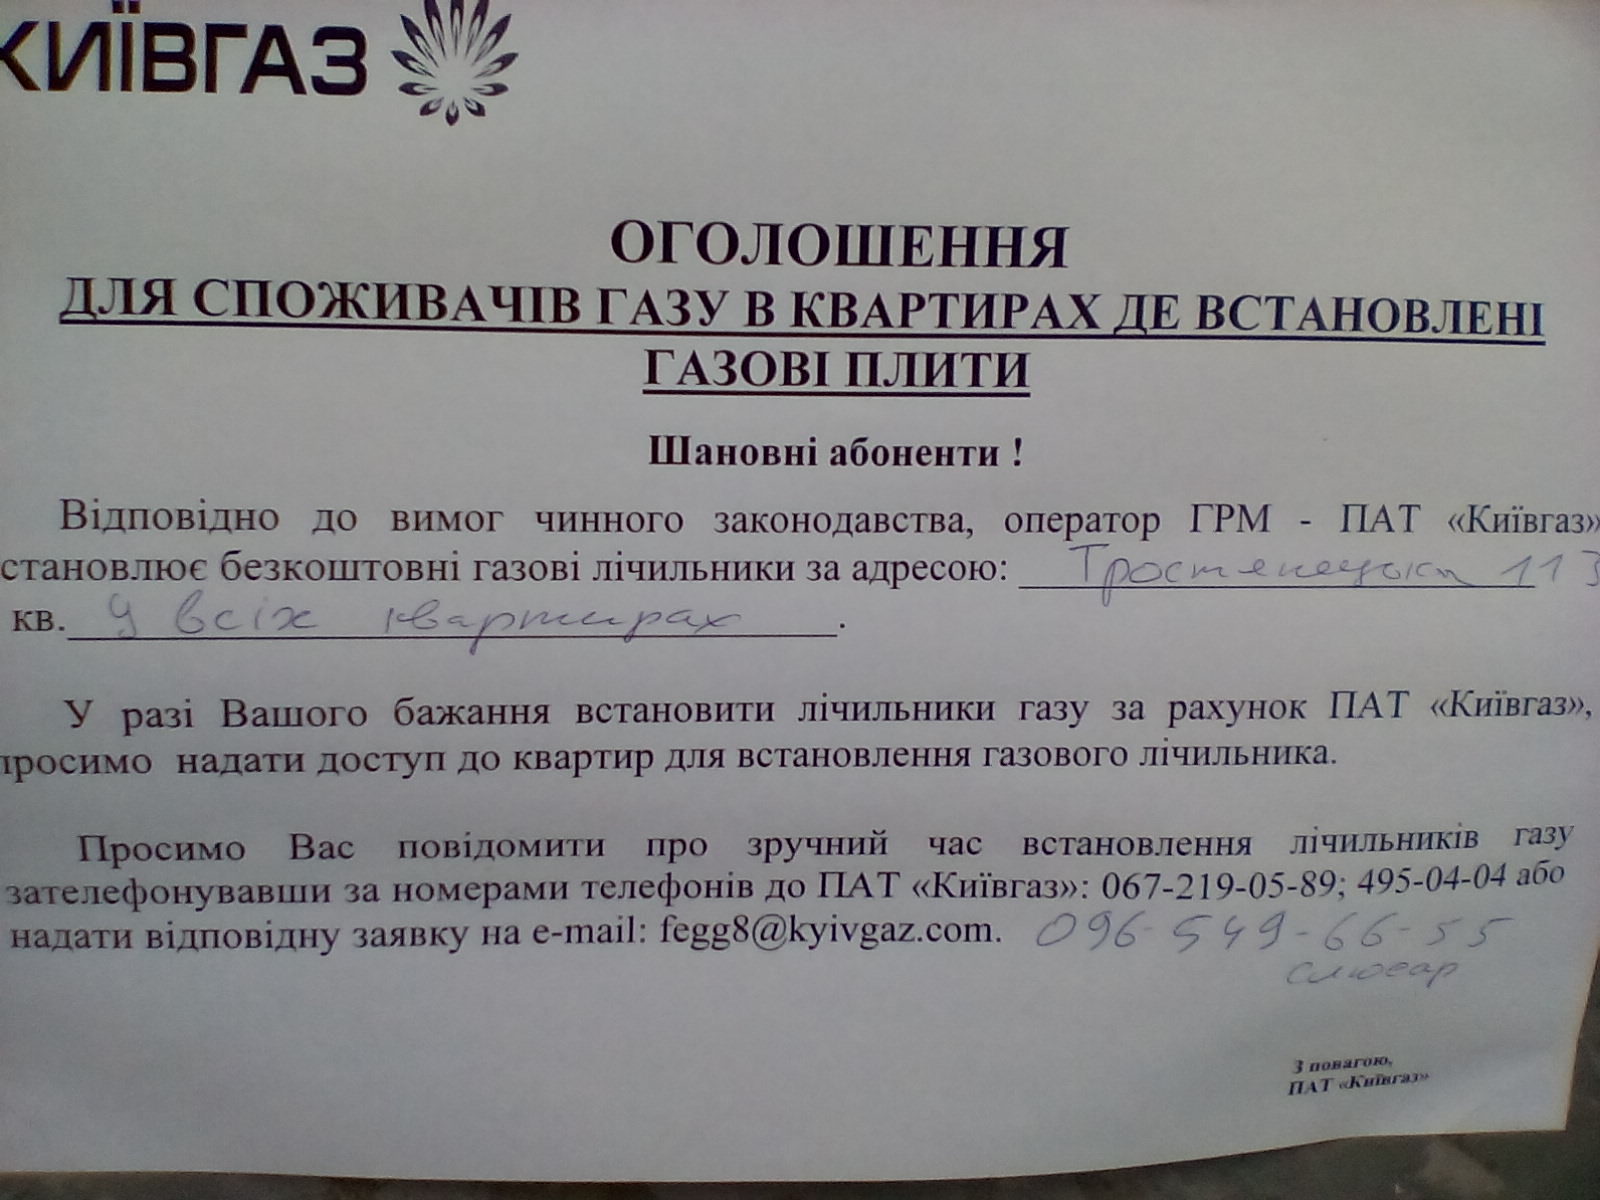 КИЇВГАЗ
ОГОЛОШЕННЯ
ДЛЯ СПОЖИВАЧІВ ГАЗУ В КВАРТИРАХ ДЕ ВСТАНОВЛЕНІ
ГАЗОВІ ПЛИТИ
Шановні абоненти !
Відповідно до вимог чинного законодавства, оператор ГРМ - ПАТ «Київгаз»
становлює безкоштовні газові лічильники за адресою: Тростянецька 113
кв. У всіх квартирах.
У разі Вашого бажання встановити лічильники газу за рахунок ПАТ «Київгаз»,
просимо надати доступ до квартир для встановлення газового лічильника.
Просимо Вас повідомити про зручний час встановлення лічильників газу
зателефонувавши за номерами телефонів до ПАТ «Київгаз»: 067-219-05-89; 495-04-04 або
надати відповідну заявку на e-mail: fegg8@kyivgaz.com. 096-549-66-55
слюсар
З повагою,
ПАТ «Київгаз»